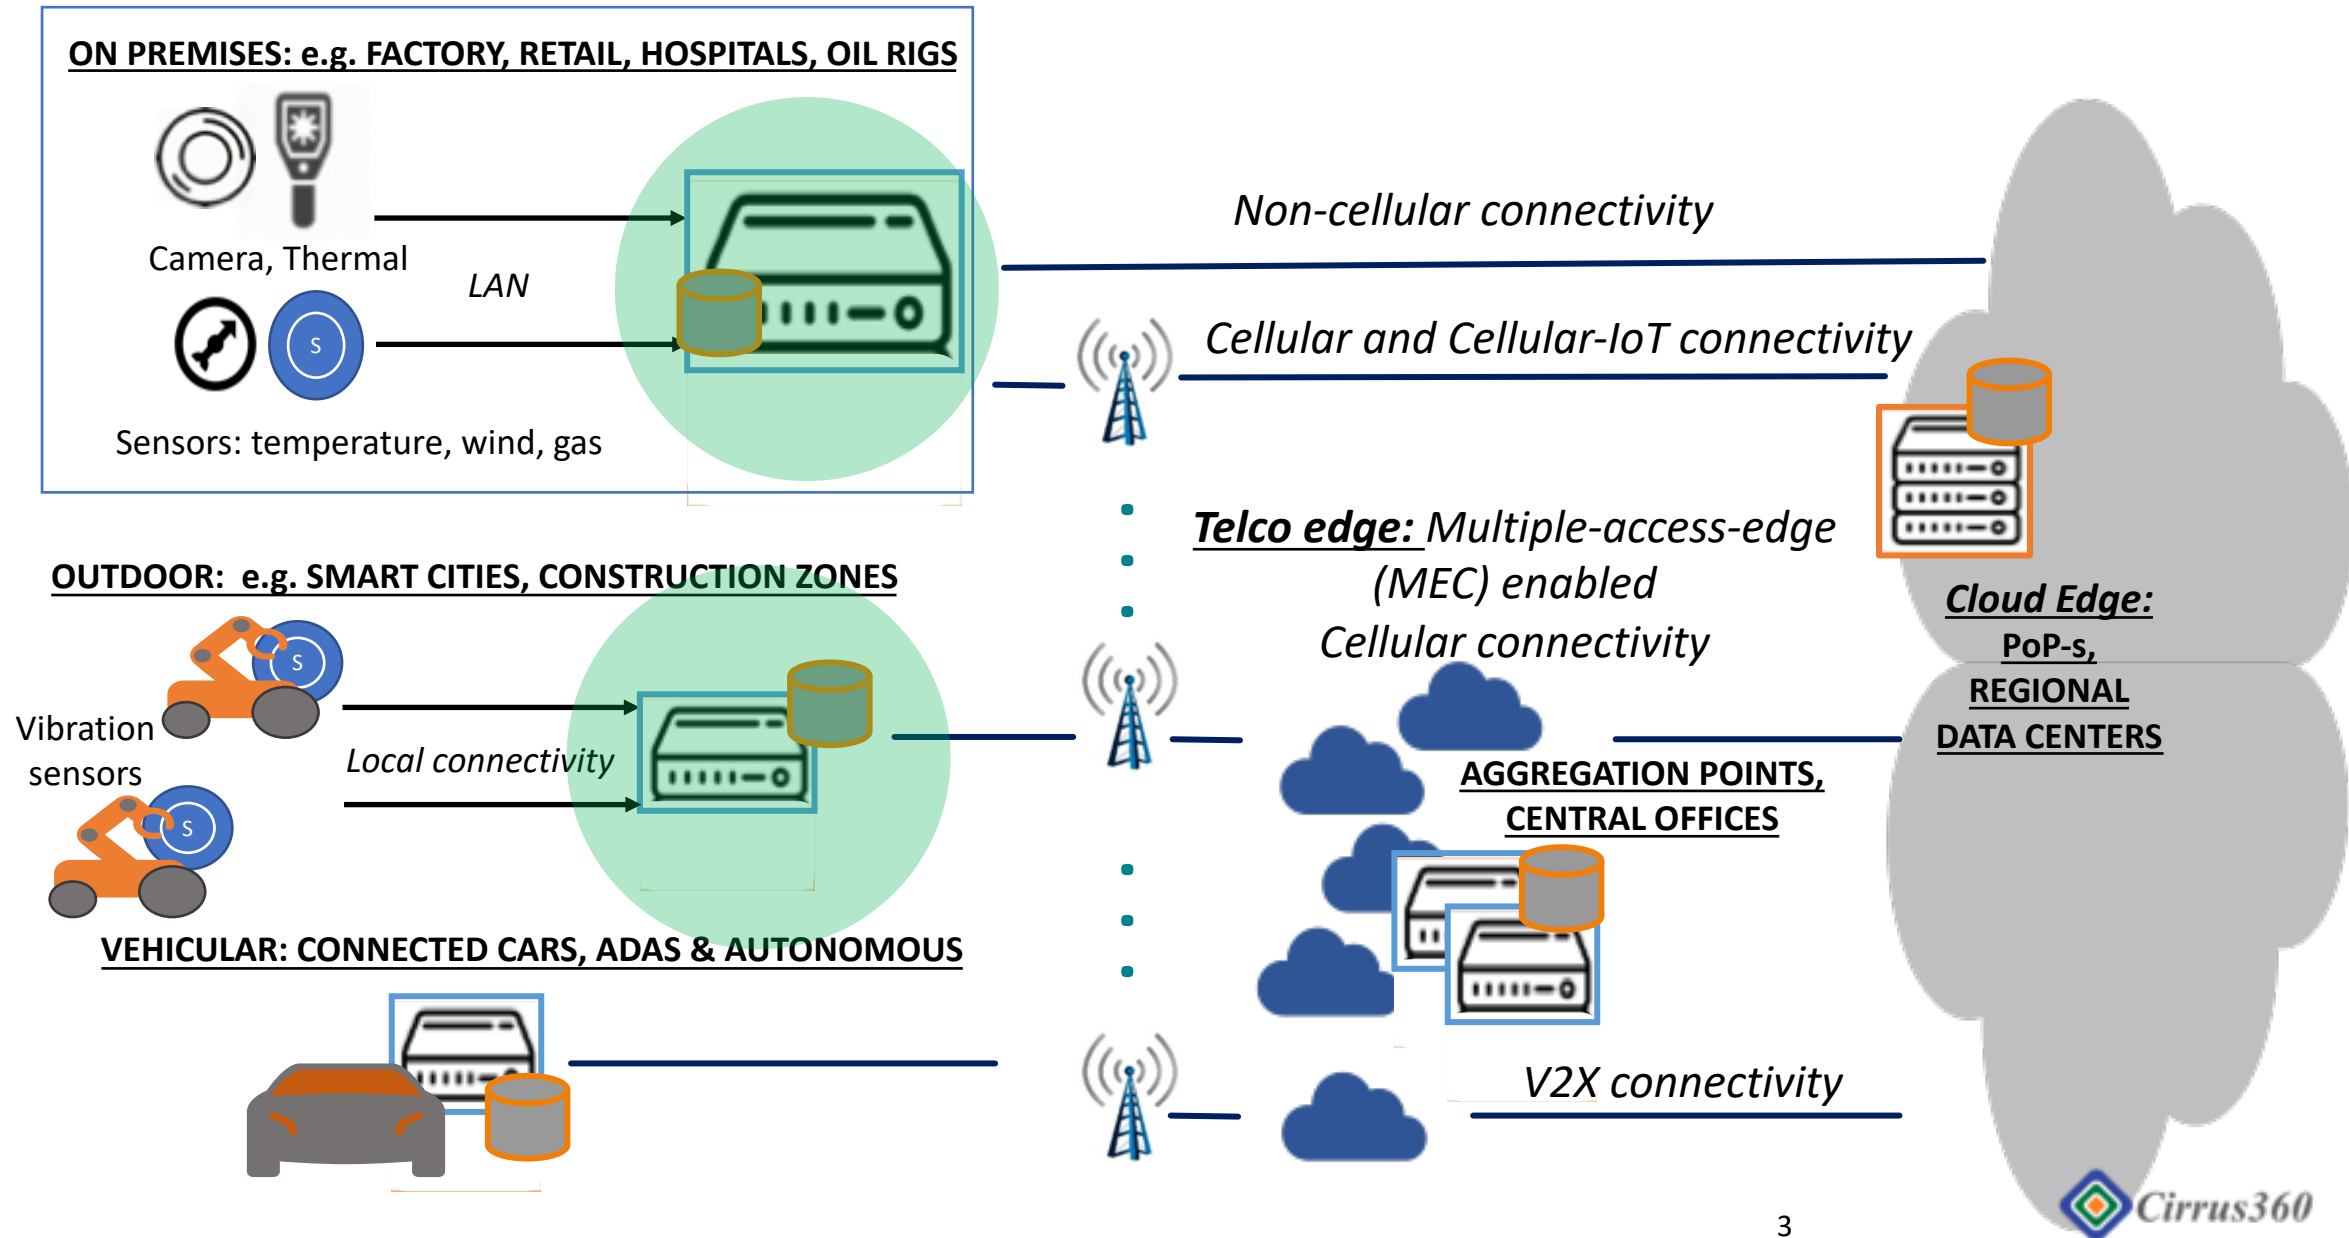 ON PREMISES: e.g. FACTORY, RETAIL, HOSPITALS, OIL RIGS
Camera, Thermal
LAN
S
Sensors: temperature, wind, gas
Non-cellular connectivity
Cellular and Cellular-IoT connectivity
Telco edge: Multiple-access-edge
(MEC) enabled
Cellular connectivity
OUTDOOR:  e.g. SMART CITIES, CONSTRUCTION ZONES
S
Vibration
sensors
Local connectivity
S
AGGREGATION POINTS,
CENTRAL OFFICES
Cloud Edge:
PoP-s,
REGIONAL
DATA CENTERS
VEHICULAR: CONNECTED CARS, ADAS & AUTONOMOUS
V2X connectivity
Cirrus360
3